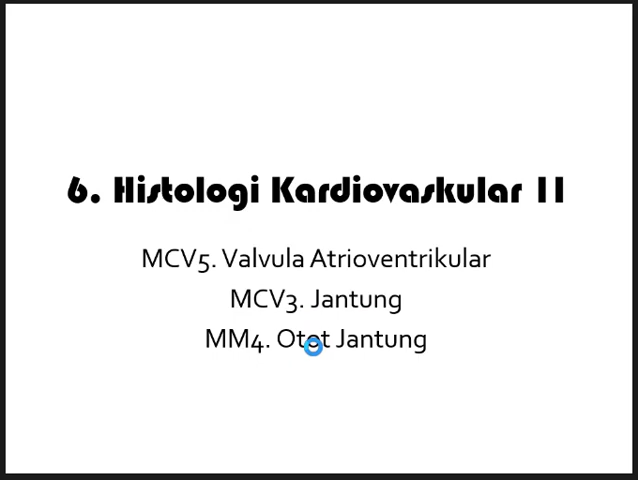 6. Histologi Kardiovaskular II
MCV5. Valvula Atrioventrikular
MCV3. Jantung
MM4. Otot Jantung